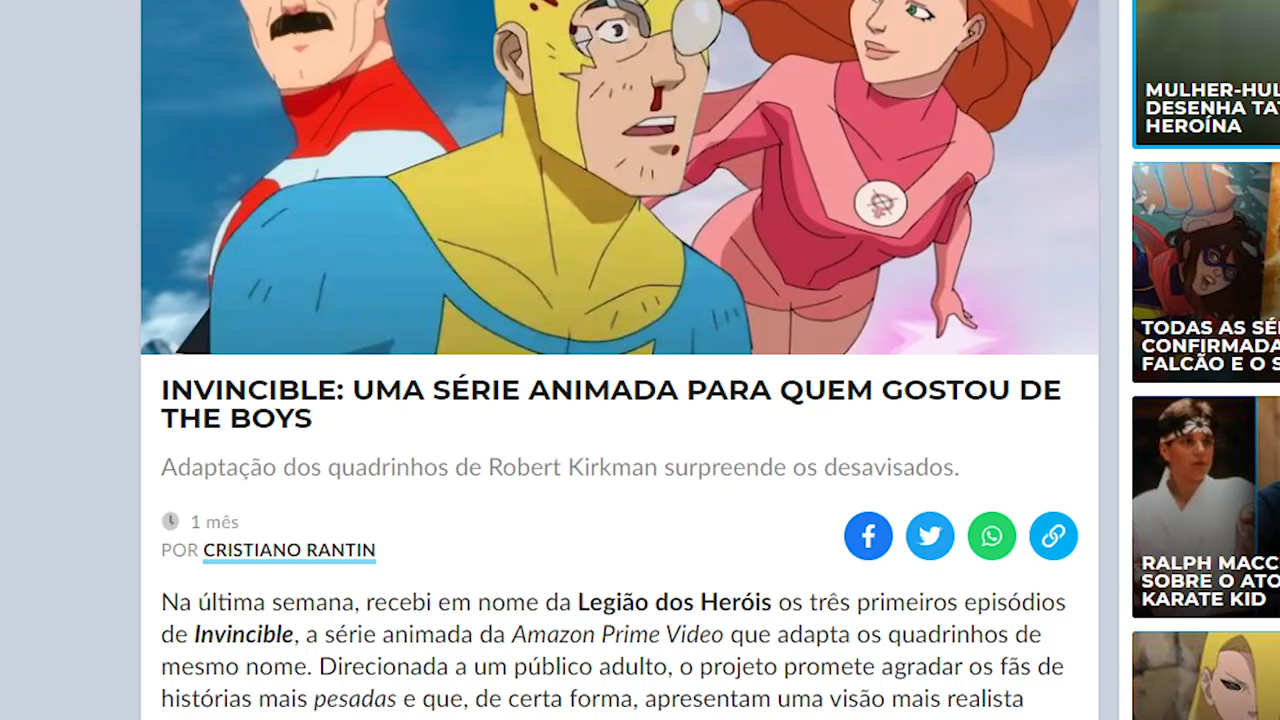 INVINCIBLE: UMA SÉRIE ANIMADA PARA QUEM GOSTOU DE
THE BOYS
Adaptação dos quadrinhos de Robert Kirkman surpreende os desavisados.
1 mês
POR CRISTIANO RANTIN
Na última semana, recebi em nome da Legião dos Heróis os três primeiros episódios
de Invincible, a série animada da Amazon Prime Video que adapta os quadrinhos de
mesmo nome. Direcionada a um público adulto, o projeto promete agradar os fãs de
histórias mais pesadas e que, de certa forma, apresentam uma visão mais realista
MULHER-HUL
DESENHA TA
HEROÍNA
TODAS AS SÉ
CONFIRMADA
FALCÃO E O S
RALPH MACC
SOBRE O ATO
KARATE KID